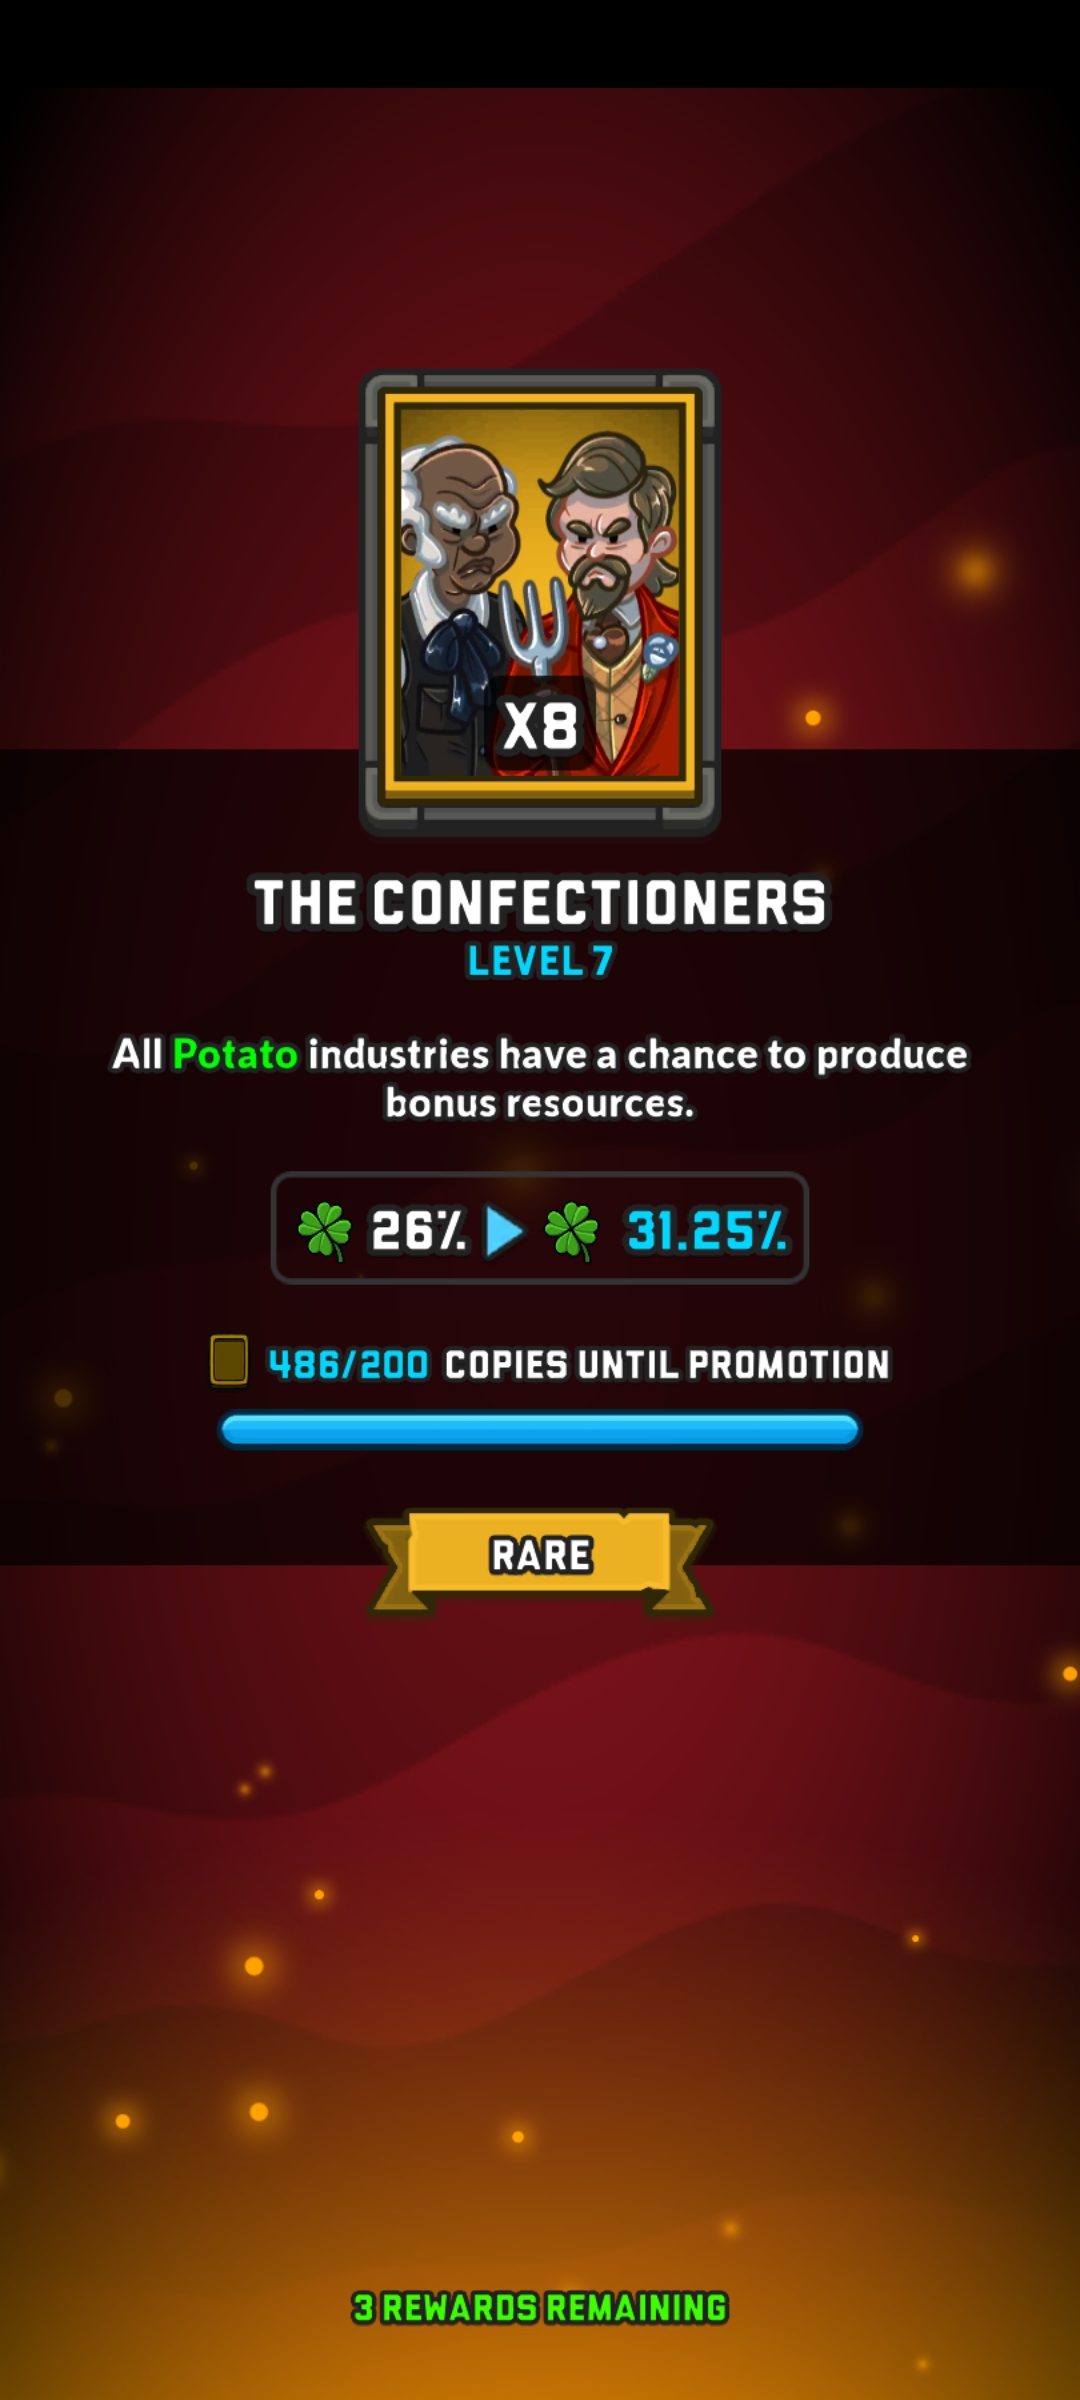 X8
THE CONFECTIONERS
LEVEL 7
All Potato industries have a chance to produce
bonus resources.
26% 31.25%
486/200 COPIES UNTIL PROMOTION
RARE
3 REWARDS REMAINING